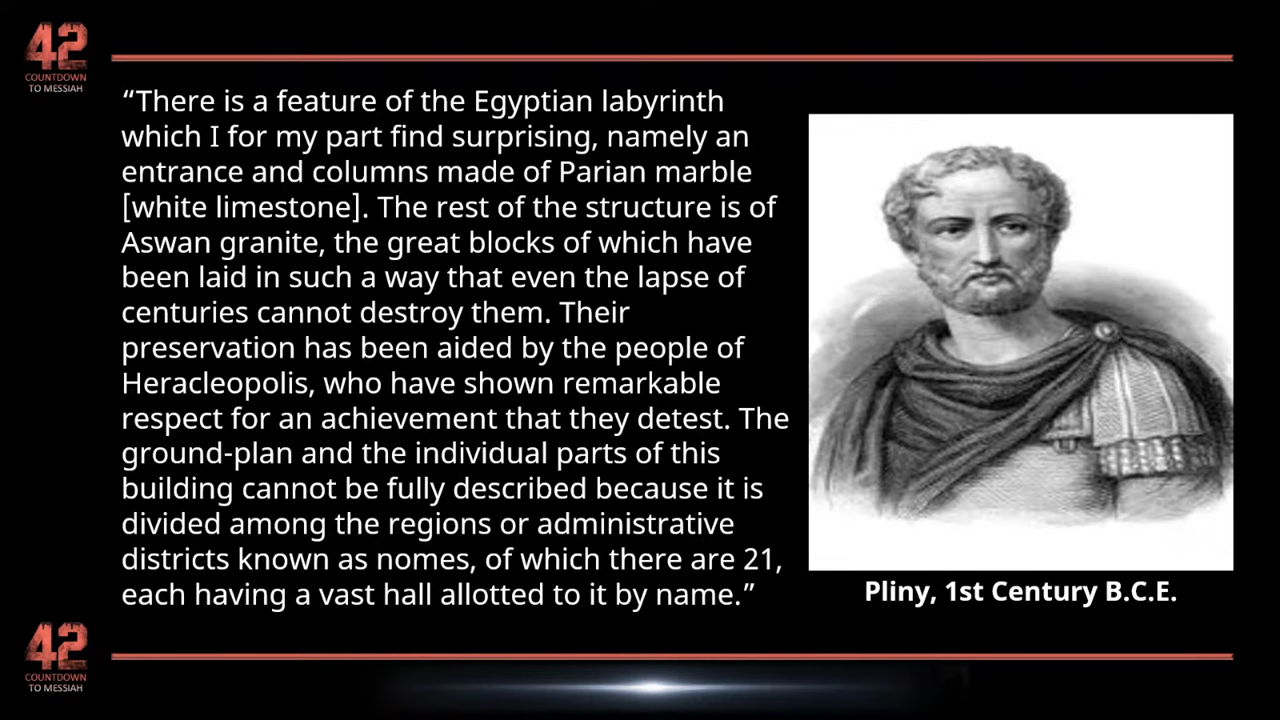 42
COUNTDOWN
TO MESSIAH
“There is a feature of the Egyptian labyrinth
which I for my part find surprising, namely an
entrance and columns made of Parian marble
[white limestone]. The rest of the structure is of
Aswan granite, the great blocks of which have
been laid in such a way that even the lapse of
centuries cannot destroy them. Their
preservation has been aided by the people of
Heracleopolis, who have shown remarkable
respect for an achievement that they detest. The
ground-plan and the individual parts of this
building cannot be fully described because it is
divided among the regions or administrative
districts known as nomes, of which there are 21,
each having a vast hall allotted to it by name.”
Pliny, 1st Century B.C.E.
42
COUNTDOWN
TO MESSIAH